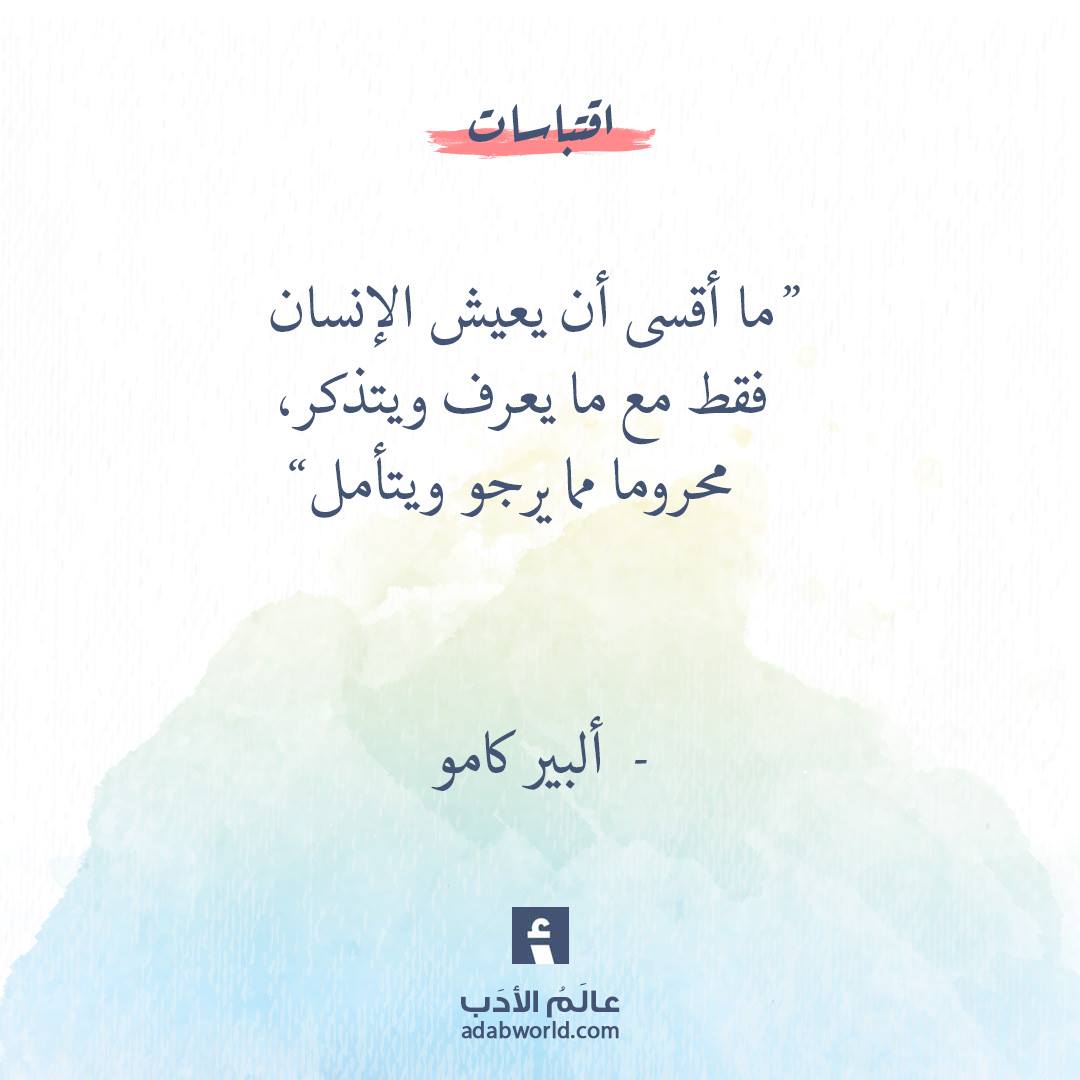 اقتباسات
”ما أقسى أن يعيش الإنسان
فقط مع ما يعرف ويتذكر،
محروما مما يرجو ويتأمل“
- ألبير كامو
أ
عالَمُ الأدَب
adabworld.com